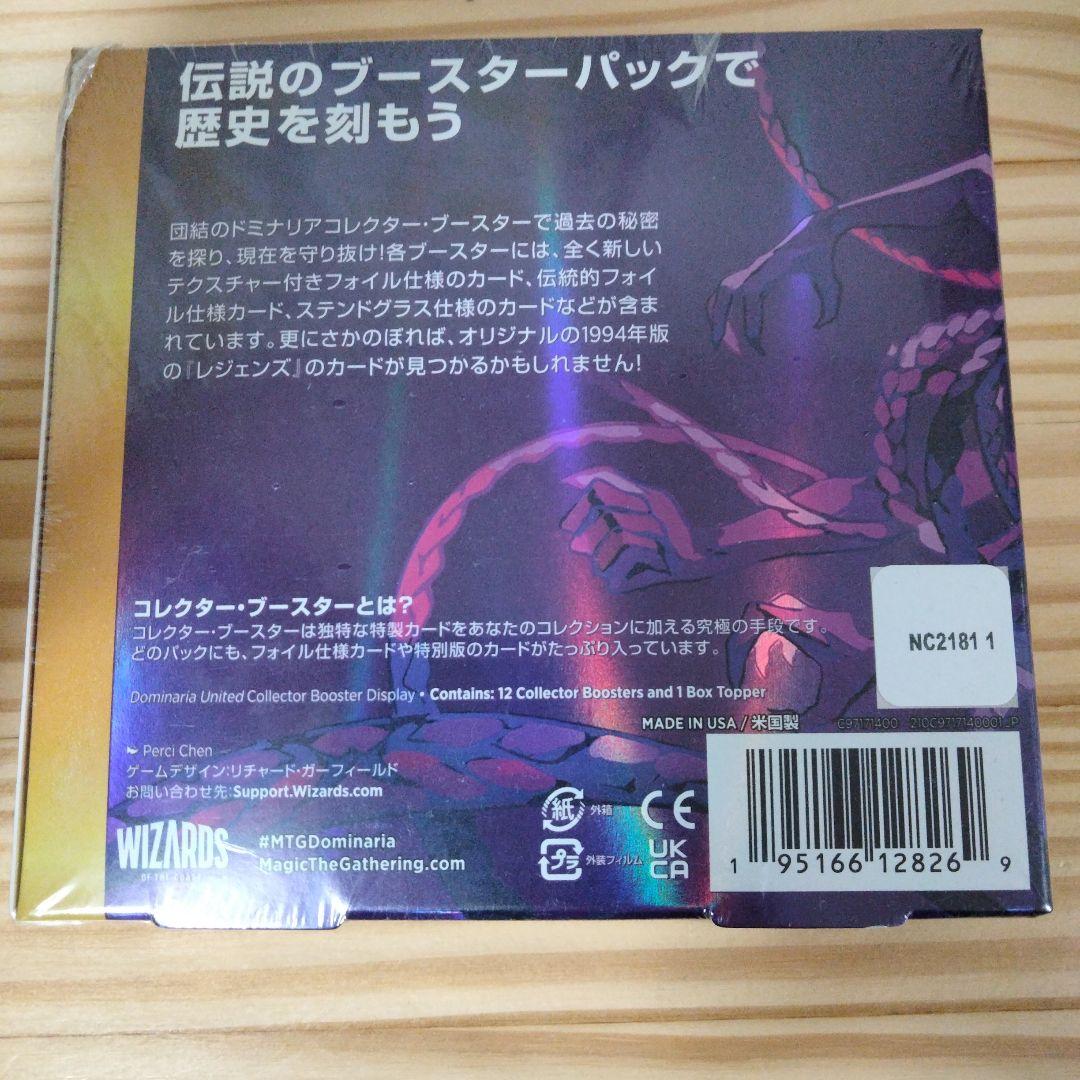 伝説のブースターパックで
歴史を刻もう
団結のドミナリアコレクター・ブースターで過去の秘密
を探り、現在を守り抜け！各ブースターには、全く新しい
テクスチャー付きフォイル仕様のカード、伝統的フォイ
ル仕様カード、ステンドグラス仕様のカードなどが含ま
れています。更にさかのぼれば、オリジナルの1994年版
の『レジェンズ』のカードが見つかるかもしれません！
コレクター・ブースターとは？
コレクター・ブースターは独特な特製カードをあなたのコレクションに加える究極の手段です。
どのパックにも、フォイル仕様カードや特別版のカードがたっぷり入っています。
NC2181 1
Dominaria United Collector Booster Display • Contains: 12 Collector Boosters and 1 Box Topper
MADE IN USA / 米国製
C97171400 210C9717140001_JP
Perci Chen
ゲームデザイン：リチャード・ガーフィールド
お問い合わせ先：Support.Wizards.com
WIZARDS
OF THE COAST
#MTGDominaria
MagicTheGathering.com
紙 外箱
プラ 外装フィルム
CE
UK
CA
1 95166 12826 9